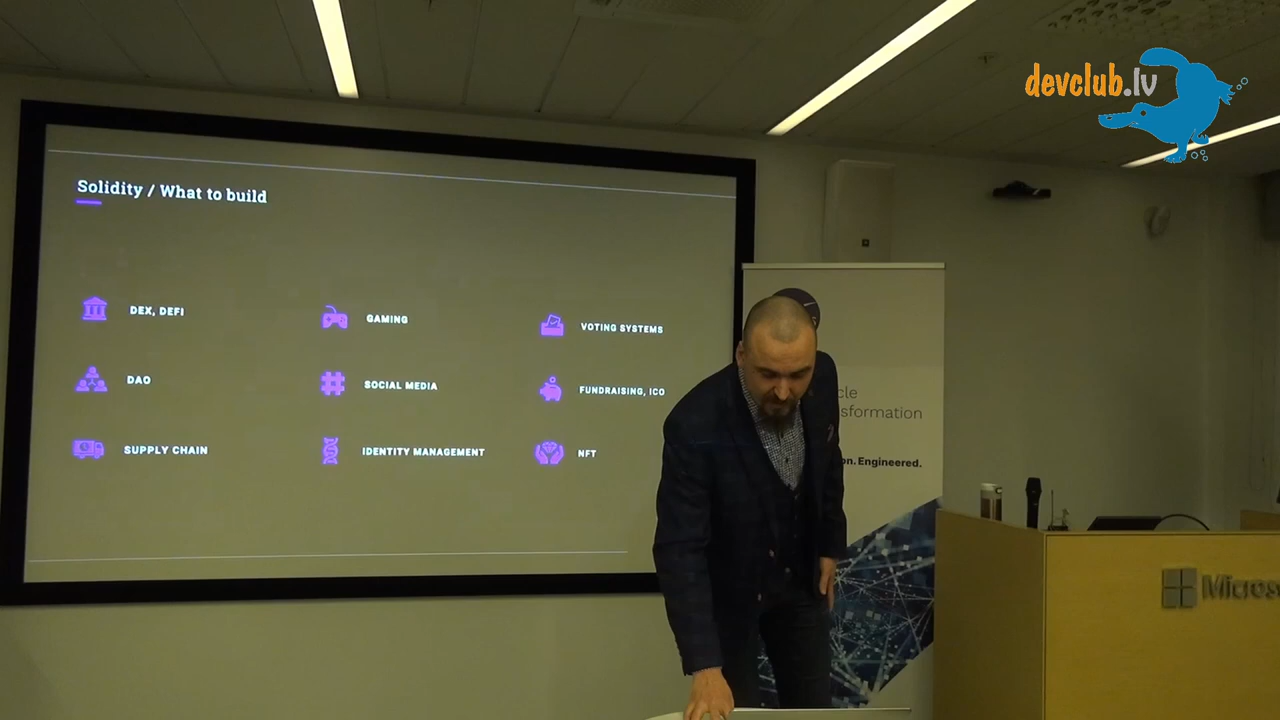 devclub.lv
Solidity / What to build
DEX, DEFI
GAMING
VOTING SYSTEMS
DAO
SOCIAL MEDIA
FUNDRAISING, ICO
SUPPLY CHAIN
IDENTITY MANAGEMENT
NFT
cle
sformation
on. Engineered.
Micros